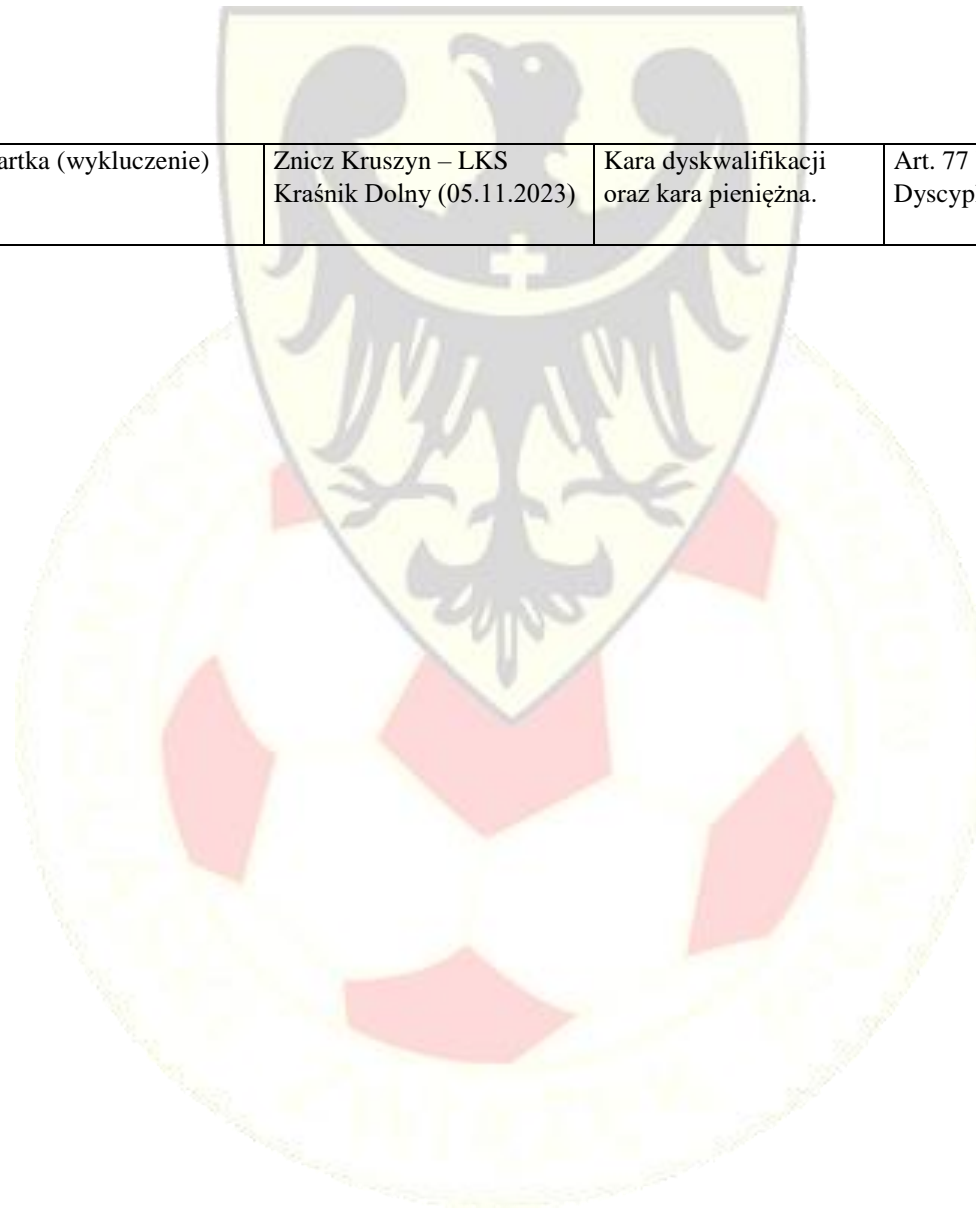 artka (wykluczenie)
Znicz Kruszyn – LKS
Kraśnik Dolny (05.11.2023)
Kara dyskwalifikacji
oraz kara pieniężna.
Art. 77
Dyscyp